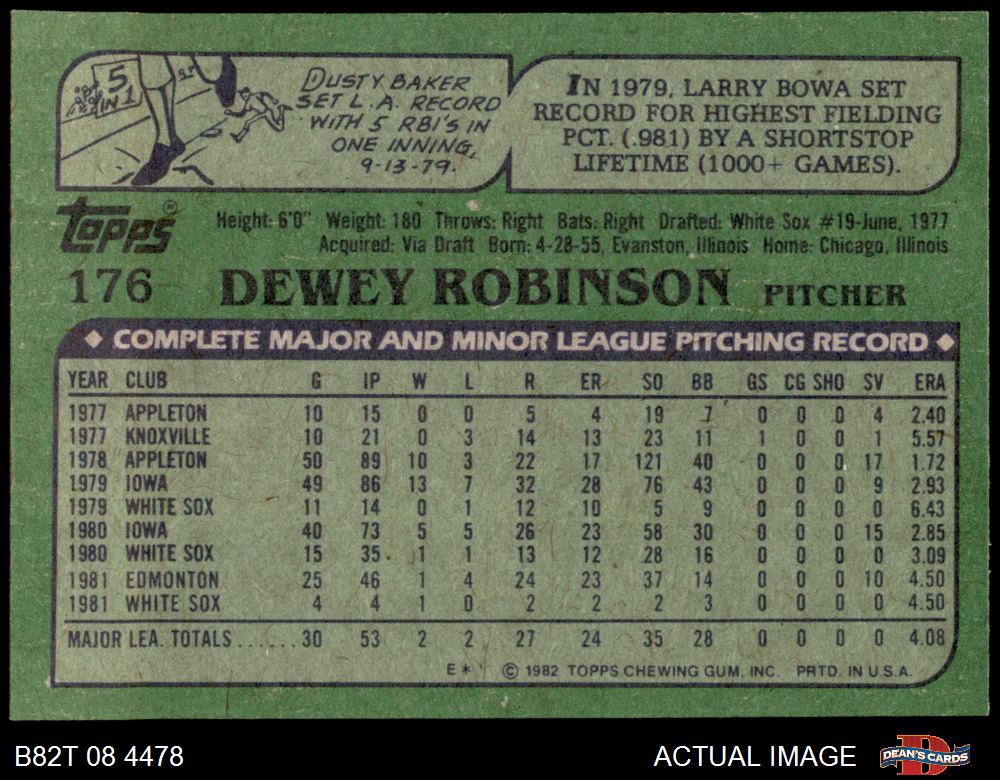 5
IN 1
DUSTY BAKER
SET L.A. RECORD
WITH 5 RBI'S IN
ONE INNING,
9-13-79.
IN 1979, LARRY BOWA SET
RECORD FOR HIGHEST FIELDING
PCT. (.981) BY A SHORTSTOP
LIFETIME (1000+ GAMES).
topps®
Height: 6'0" Weight: 180 Throws: Right Bats: Right Drafted: White Sox #19-June, 1977
Acquired: Via Draft Born: 4-28-55, Evanston, Illinois Home: Chicago, Illinois
176 DEWEY ROBINSON PITCHER
◆ COMPLETE MAJOR AND MINOR LEAGUE PITCHING RECORD ◆
YEAR CLUB G IP W L R ER SO BB GS CG SHO SV ERA
1977 APPLETON 10 15 0 0 5 4 19 7 0 0 0 4 2.40
1977 KNOXVILLE 10 21 0 3 14 13 23 11 1 0 0 1 5.57
1978 APPLETON 50 89 10 3 22 17 121 40 0 0 0 17 1.72
1979 IOWA 49 86 13 7 32 28 76 43 0 0 0 9 2.93
1979 WHITE SOX 11 14 0 1 12 10 5 9 0 0 0 0 6.43
1980 IOWA 40 73 5 5 26 23 58 30 0 0 0 15 2.85
1980 WHITE SOX 15 35 1 1 13 12 28 16 0 0 0 0 3.09
1981 EDMONTON 25 46 1 4 24 23 37 14 0 0 0 10 4.50
1981 WHITE SOX 4 4 1 0 2 2 2 3 0 0 0 0 4.50
MAJOR LEA. TOTALS ...... 30 53 2 2 27 24 35 28 0 0 0 0 4.08
E* © 1982 TOPPS CHEWING GUM, INC. PRTD. IN U.S.A.
B82T 08 4478 ACTUAL IMAGE D DEAN'S CARDS